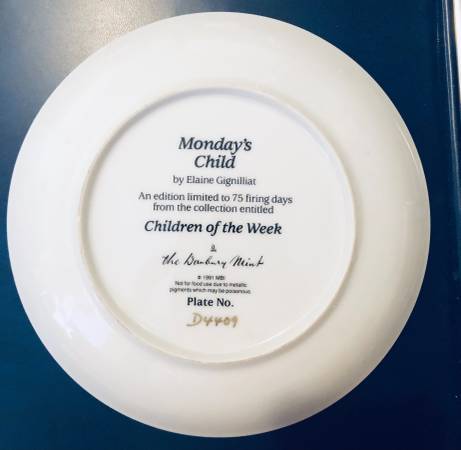 Monday's
Child
by Elaine Gignilliat
An edition limited to 75 firing days
from the collection entitled
Children of the Week
the Danbury Mint
© 1991 MBI
Not for food use due to metallic
pigments which may be poisonous.
Plate No.
D4409